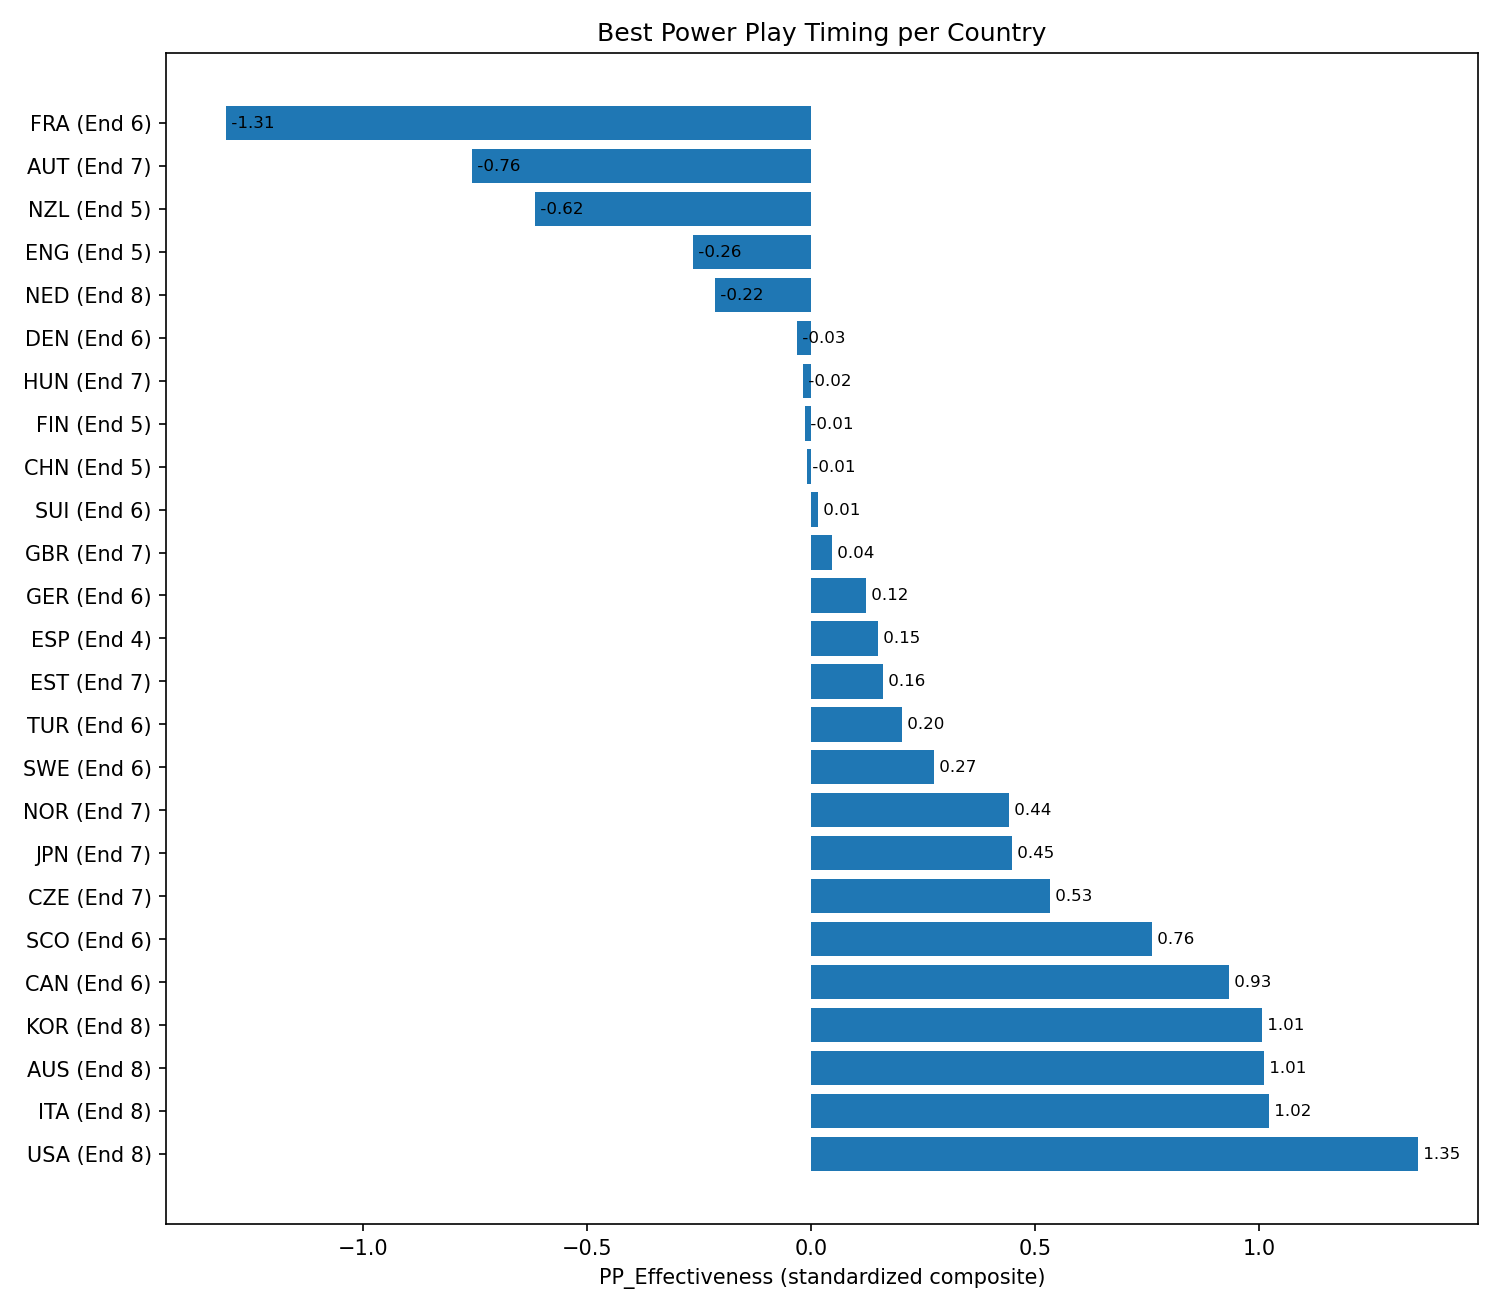 Best Power Play Timing per Country
FRA (End 6) -1.31
AUT (End 7) -0.76
NZL (End 5) -0.62
ENG (End 5) -0.26
NED (End 8) -0.22
DEN (End 6) -0.03
HUN (End 7) -0.02
FIN (End 5) -0.01
CHN (End 5) -0.01
SUI (End 6) 0.01
GBR (End 7) 0.04
GER (End 6) 0.12
ESP (End 4) 0.15
EST (End 7) 0.16
TUR (End 6) 0.20
SWE (End 6) 0.27
NOR (End 7) 0.44
JPN (End 7) 0.45
CZE (End 7) 0.53
SCO (End 6) 0.76
CAN (End 6) 0.93
KOR (End 8) 1.01
AUS (End 8) 1.01
ITA (End 8) 1.02
USA (End 8) 1.35
−1.0 −0.5 0.0 0.5 1.0
PP_Effectiveness (standardized composite)